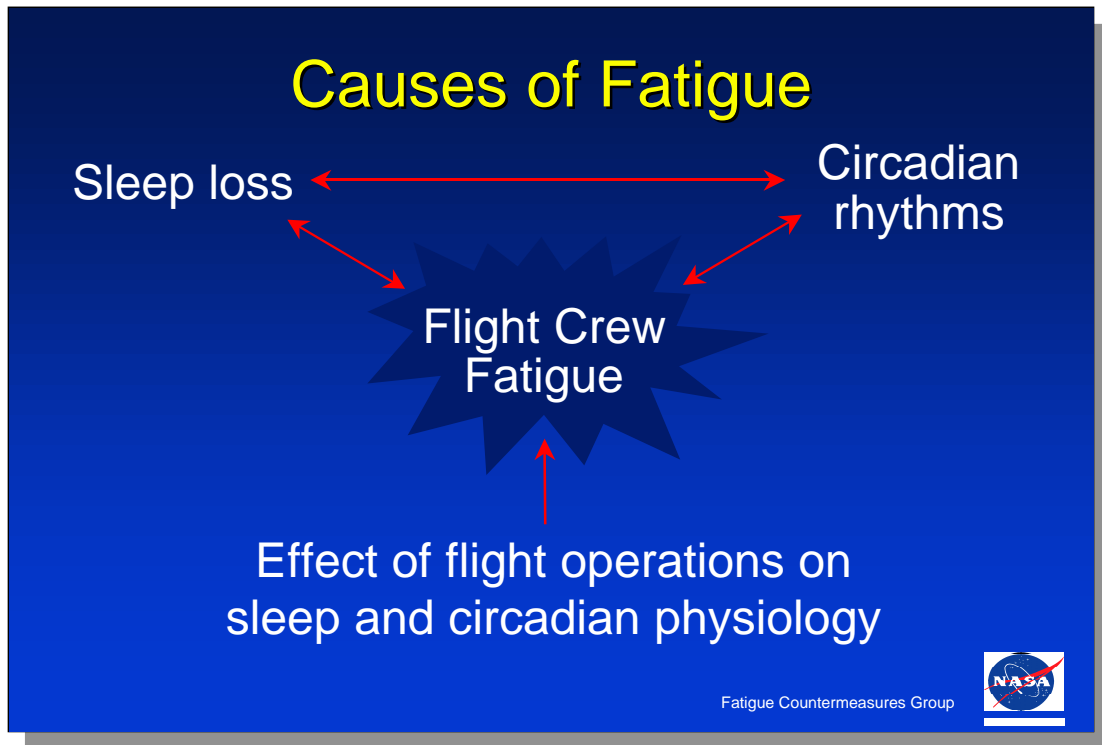 Causes of Fatigue
Sleep loss
Circadian
rhythms
Flight Crew
Fatigue
Effect of flight operations on
sleep and circadian physiology
Fatigue Countermeasures Group
NASA